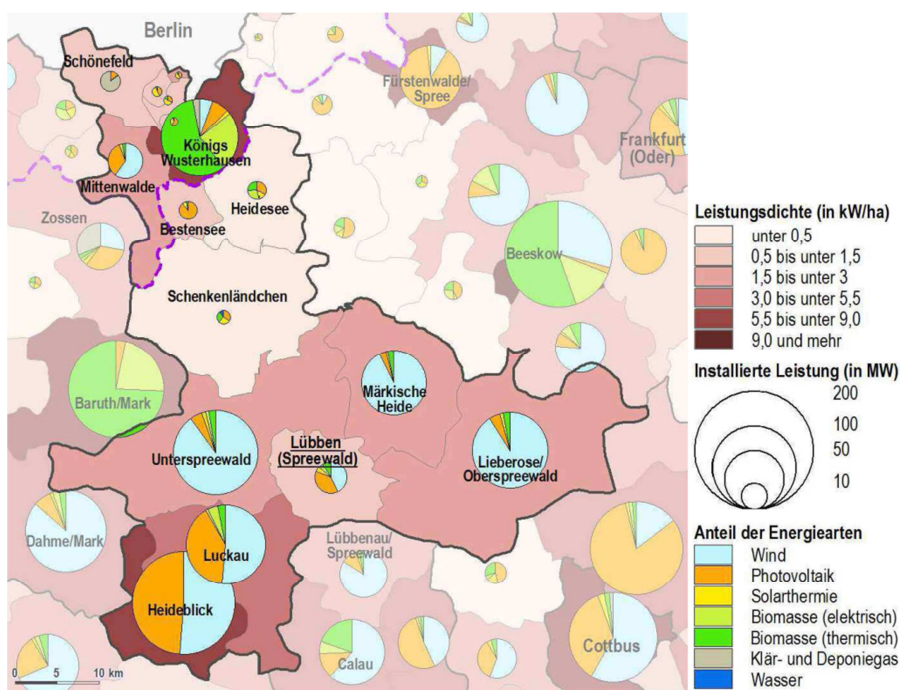 Berlin
Schönefeld
Fürstenwalde/
Spree
Frankfurt
(Oder)
Königs
Wusterhausen
Mittenwalde
Heidesee
Bestensee
Zossen
Beeskow
Schenkenländchen
Baruth/Mark
Märkische
Heide
Unterspreewald
Lübben
(Spreewald)
Lieberose/
Oberspreewald
Dahme/Mark
Luckau
Lübbenau/
Spreewald
Heideblick
Calau
Cottbus
0 5 10 km
Leistungsdichte (in kW/ha)
unter 0,5
0,5 bis unter 1,5
1,5 bis unter 3
3,0 bis unter 5,5
5,5 bis unter 9,0
9,0 und mehr
Installierte Leistung (in MW)
200
100
50
10
Anteil der Energiearten
Wind
Photovoltaik
Solarthermie
Biomasse (elektrisch)
Biomasse (thermisch)
Klär- und Deponiegas
Wasser